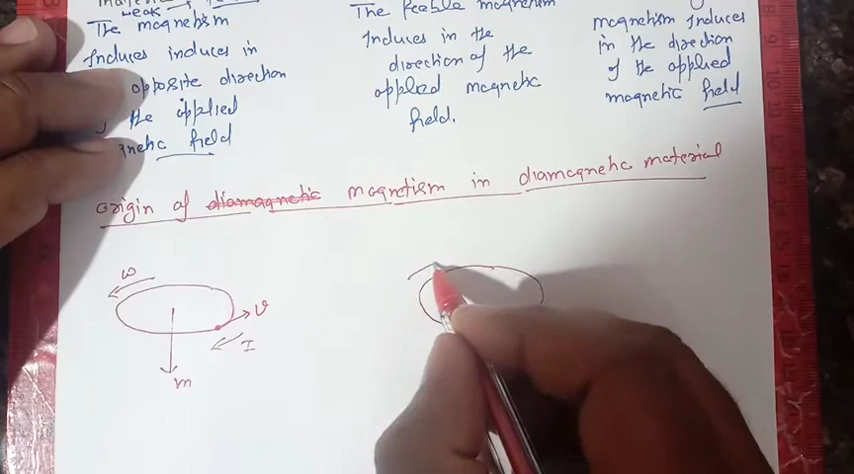 weak
The magnetism
Induces induces in
opposite direction
the applied
netic field
The feeble magnetism
Induces in the
direction of the
applied magnetic
field.
magnetism Induces
in the direction
of the applied
magnetic field
origin of diamagnetic magnetism in diamagnetic material
ω
v
I
m